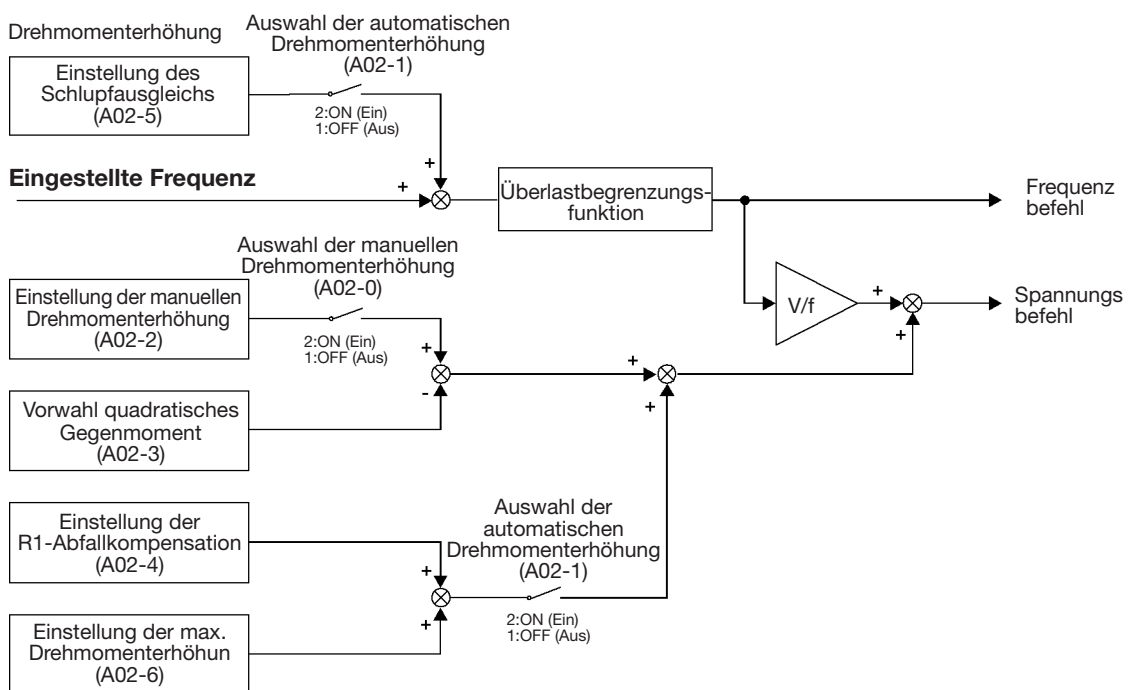 Drehmomenterhöhung
Auswahl der automatischen
Drehmomenterhöhung
(A02-1)
Einstellung des
Schlupfausgleichs
(A02-5)
2:ON (Ein)
1:OFF (Aus)
+
Eingestellte Frequenz
+
Überlastbegrenzungs-
funktion
Frequenz
befehl
Auswahl der manuellen
Drehmomenterhöhung
(A02-0)
Einstellung der manuellen
Drehmomenterhöhung
(A02-2)
2:ON (Ein)
1:OFF (Aus)
+
V/f
+
+
Spannungs
befehl
-
+
+
Vorwahl quadratisches
Gegenmoment
(A02-3)
Einstellung der
R1-Abfallkompensation
(A02-4)
+
Auswahl der
automatischen
Drehmomenterhöhung
(A02-1)
2:ON (Ein)
1:OFF (Aus)
+
Einstellung der max.
Drehmomenterhöhun
(A02-6)